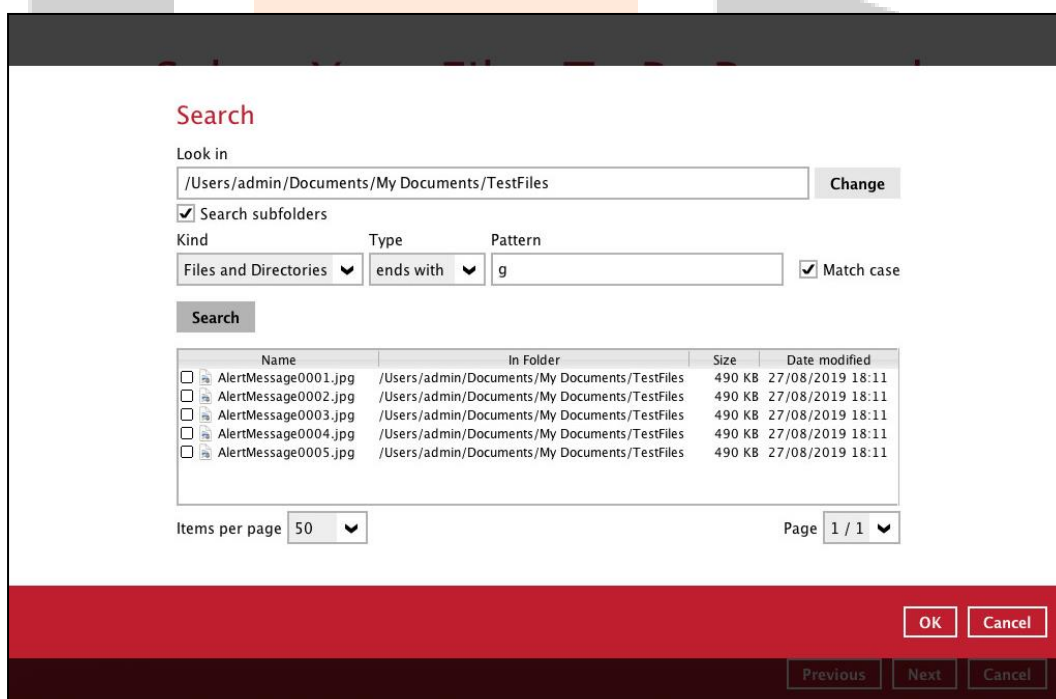 Search
Look in
/Users/admin/Documents/My Documents/TestFiles Change
Search subfolders
Kind Type Pattern
Files and Directories ends with g Match case
Search
Name In Folder Size Date modified
AlertMessage0001.jpg /Users/admin/Documents/My Documents/TestFiles 490 KB 27/08/2019 18:11
AlertMessage0002.jpg /Users/admin/Documents/My Documents/TestFiles 490 KB 27/08/2019 18:11
AlertMessage0003.jpg /Users/admin/Documents/My Documents/TestFiles 490 KB 27/08/2019 18:11
AlertMessage0004.jpg /Users/admin/Documents/My Documents/TestFiles 490 KB 27/08/2019 18:11
AlertMessage0005.jpg /Users/admin/Documents/My Documents/TestFiles 490 KB 27/08/2019 18:11
Items per page 50 Page 1 / 1
OK Cancel
Previous Next Cancel